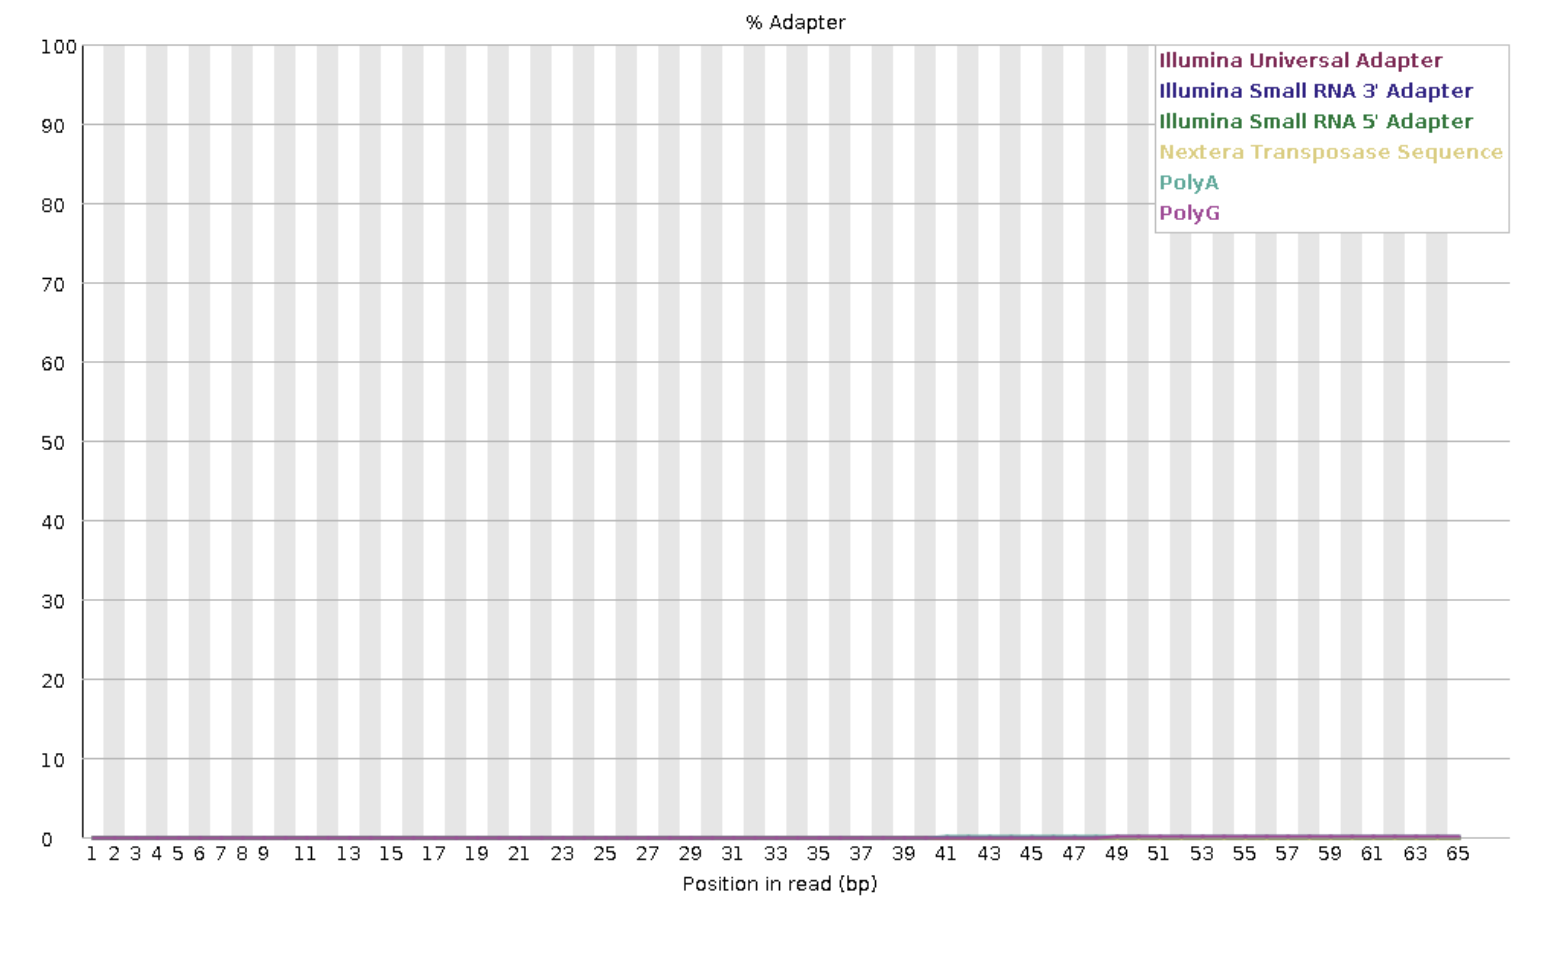 % Adapter
100
90
80
70
60
50
40
30
20
10
0
Illumina Universal Adapter
Illumina Small RNA 3' Adapter
Illumina Small RNA 5' Adapter
Nextera Transposase Sequence
PolyA
PolyG
1 2 3 4 5 6 7 8 9 11 13 15 17 19 21 23 25 27 29 31 33 35 37 39 41 43 45 47 49 51 53 55 57 59 61 63 65
Position in read (bp)